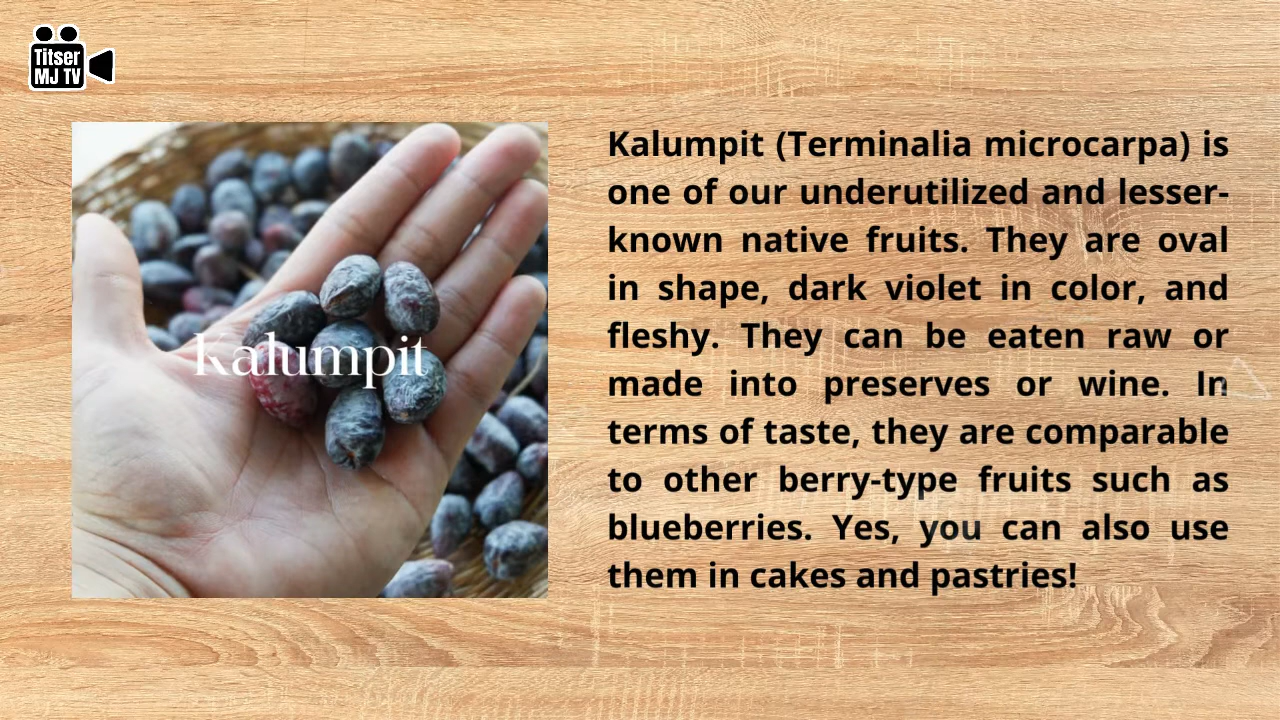 Titser
MJ TV
Kalumpit
Kalumpit (Terminalia microcarpa) is
one of our underutilized and lesser-
known native fruits. They are oval
in shape, dark violet in color, and
fleshy. They can be eaten raw or
made into preserves or wine. In
terms of taste, they are comparable
to other berry-type fruits such as
blueberries. Yes, you can also use
them in cakes and pastries!